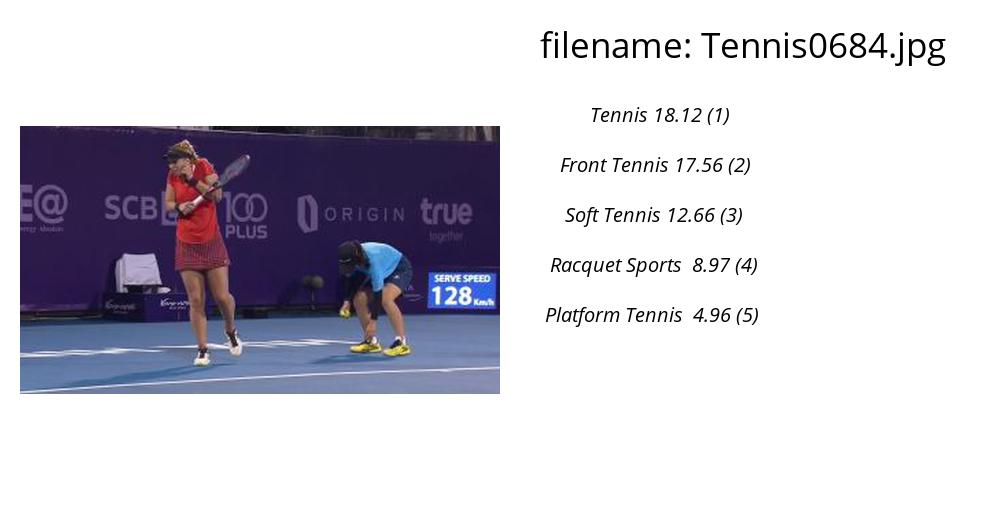 filename: Tennis0684.jpg
Tennis 18.12 (1)
Front Tennis 17.56 (2)
Soft Tennis 12.66 (3)
Racquet Sports 8.97 (4)
Platform Tennis 4.96 (5)
E@
SCB
100
PLUS
ORIGIN
true
together
SERVE SPEED
128 Km/h